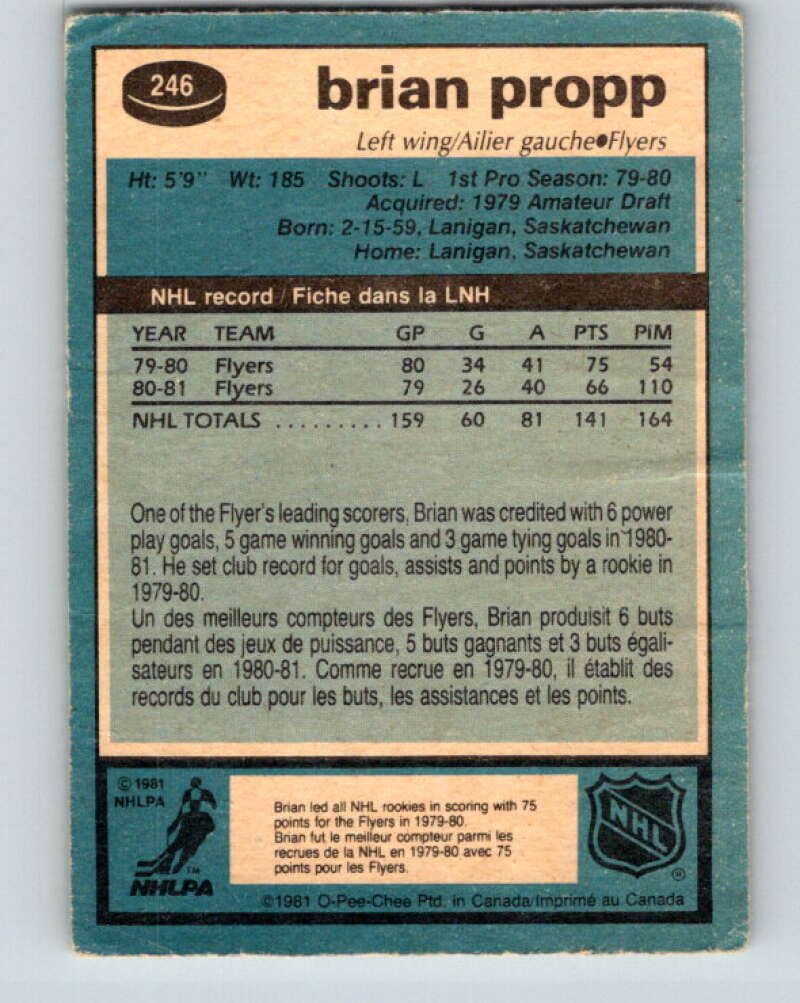 246
brian propp
Left wing/Ailier gauche●Flyers
Ht: 5'9" Wt: 185 Shoots: L 1st Pro Season: 79-80
Acquired: 1979 Amateur Draft
Born: 2-15-59, Lanigan, Saskatchewan
Home: Lanigan, Saskatchewan
NHL record / Fiche dans la LNH
YEAR TEAM GP G A PTS PiM
79-80 Flyers 80 34 41 75 54
80-81 Flyers 79 26 40 66 110
NHL TOTALS ......... 159 60 81 141 164
One of the Flyer's leading scorers, Brian was credited with 6 power
play goals, 5 game winning goals and 3 game tying goals in 1980-
81. He set club record for goals, assists and points by a rookie in
1979-80.
Un des meilleurs compteurs des Flyers, Brian produisit 6 buts
pendant des jeux de puissance, 5 buts gagnants et 3 buts égali-
sateurs en 1980-81. Comme recrue en 1979-80, il établit des
records du club pour les buts, les assistances et les points.
© 1981
NHLPA
TM
NHLPA
Brian led all NHL rookies in scoring with 75
points for the Flyers in 1979-80.
Brian fut le meilleur compteur parmi les
recrues de la NHL en 1979-80 avec 75
points pour les Flyers.
NHL
®
©1981 O-Pee-Chee Ptd. in Canada/Imprimé au Canada